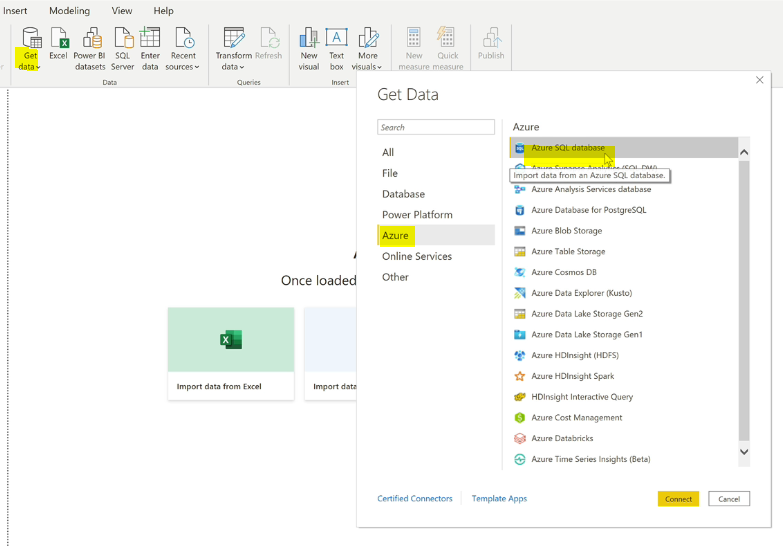 Insert Modeling View Help
Get data
Excel
Power BI datasets
SQL Server
Enter data
Recent sources
Transform data
Refresh
New visual
Text box
More visuals
New measure
Quick measure
Publish
Data
Queries
Insert
Once loaded
Import data from Excel
Import data
Get Data
Search
All
File
Database
Power Platform
Azure
Online Services
Other
Azure
Azure SQL database
Azure Synapse Analytics (SQL DW)
Import data from an Azure SQL database.
Azure Analysis Services database
Azure Database for PostgreSQL
Azure Blob Storage
Azure Table Storage
Azure Cosmos DB
Azure Data Explorer (Kusto)
Azure Data Lake Storage Gen2
Azure Data Lake Storage Gen1
Azure HDInsight (HDFS)
Azure HDInsight Spark
HDInsight Interactive Query
Azure Cost Management
Azure Databricks
Azure Time Series Insights (Beta)
Certified Connectors
Template Apps
Connect
Cancel